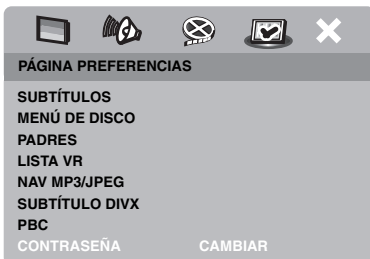 PÁGINA PREFERENCIAS
SUBTÍTULOS
MENÚ DE DISCO
PADRES
LISTA VR
NAV MP3/JPEG
SUBTÍTULO DIVX
PBC
CONTRASEÑA CAMBIAR